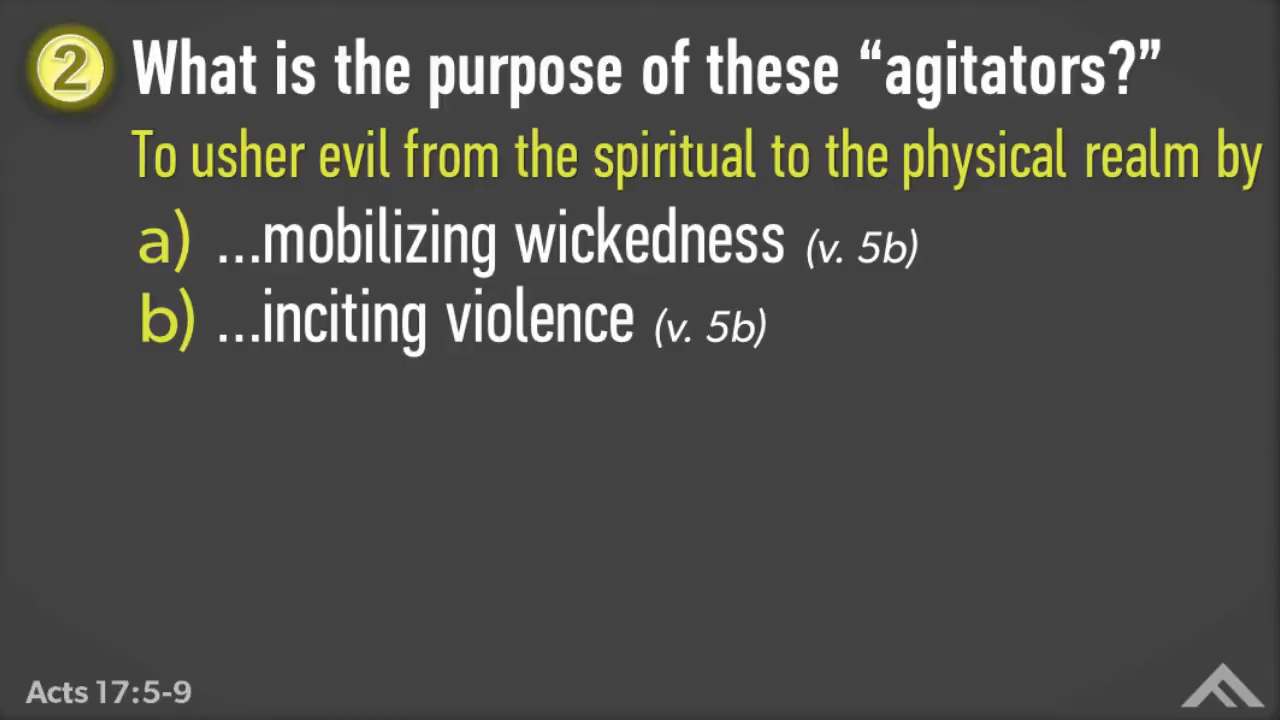 2 What is the purpose of these “agitators?”
To usher evil from the spiritual to the physical realm by
a) ...mobilizing wickedness (v. 5b)
b) ...inciting violence (v. 5b)
Acts 17:5-9